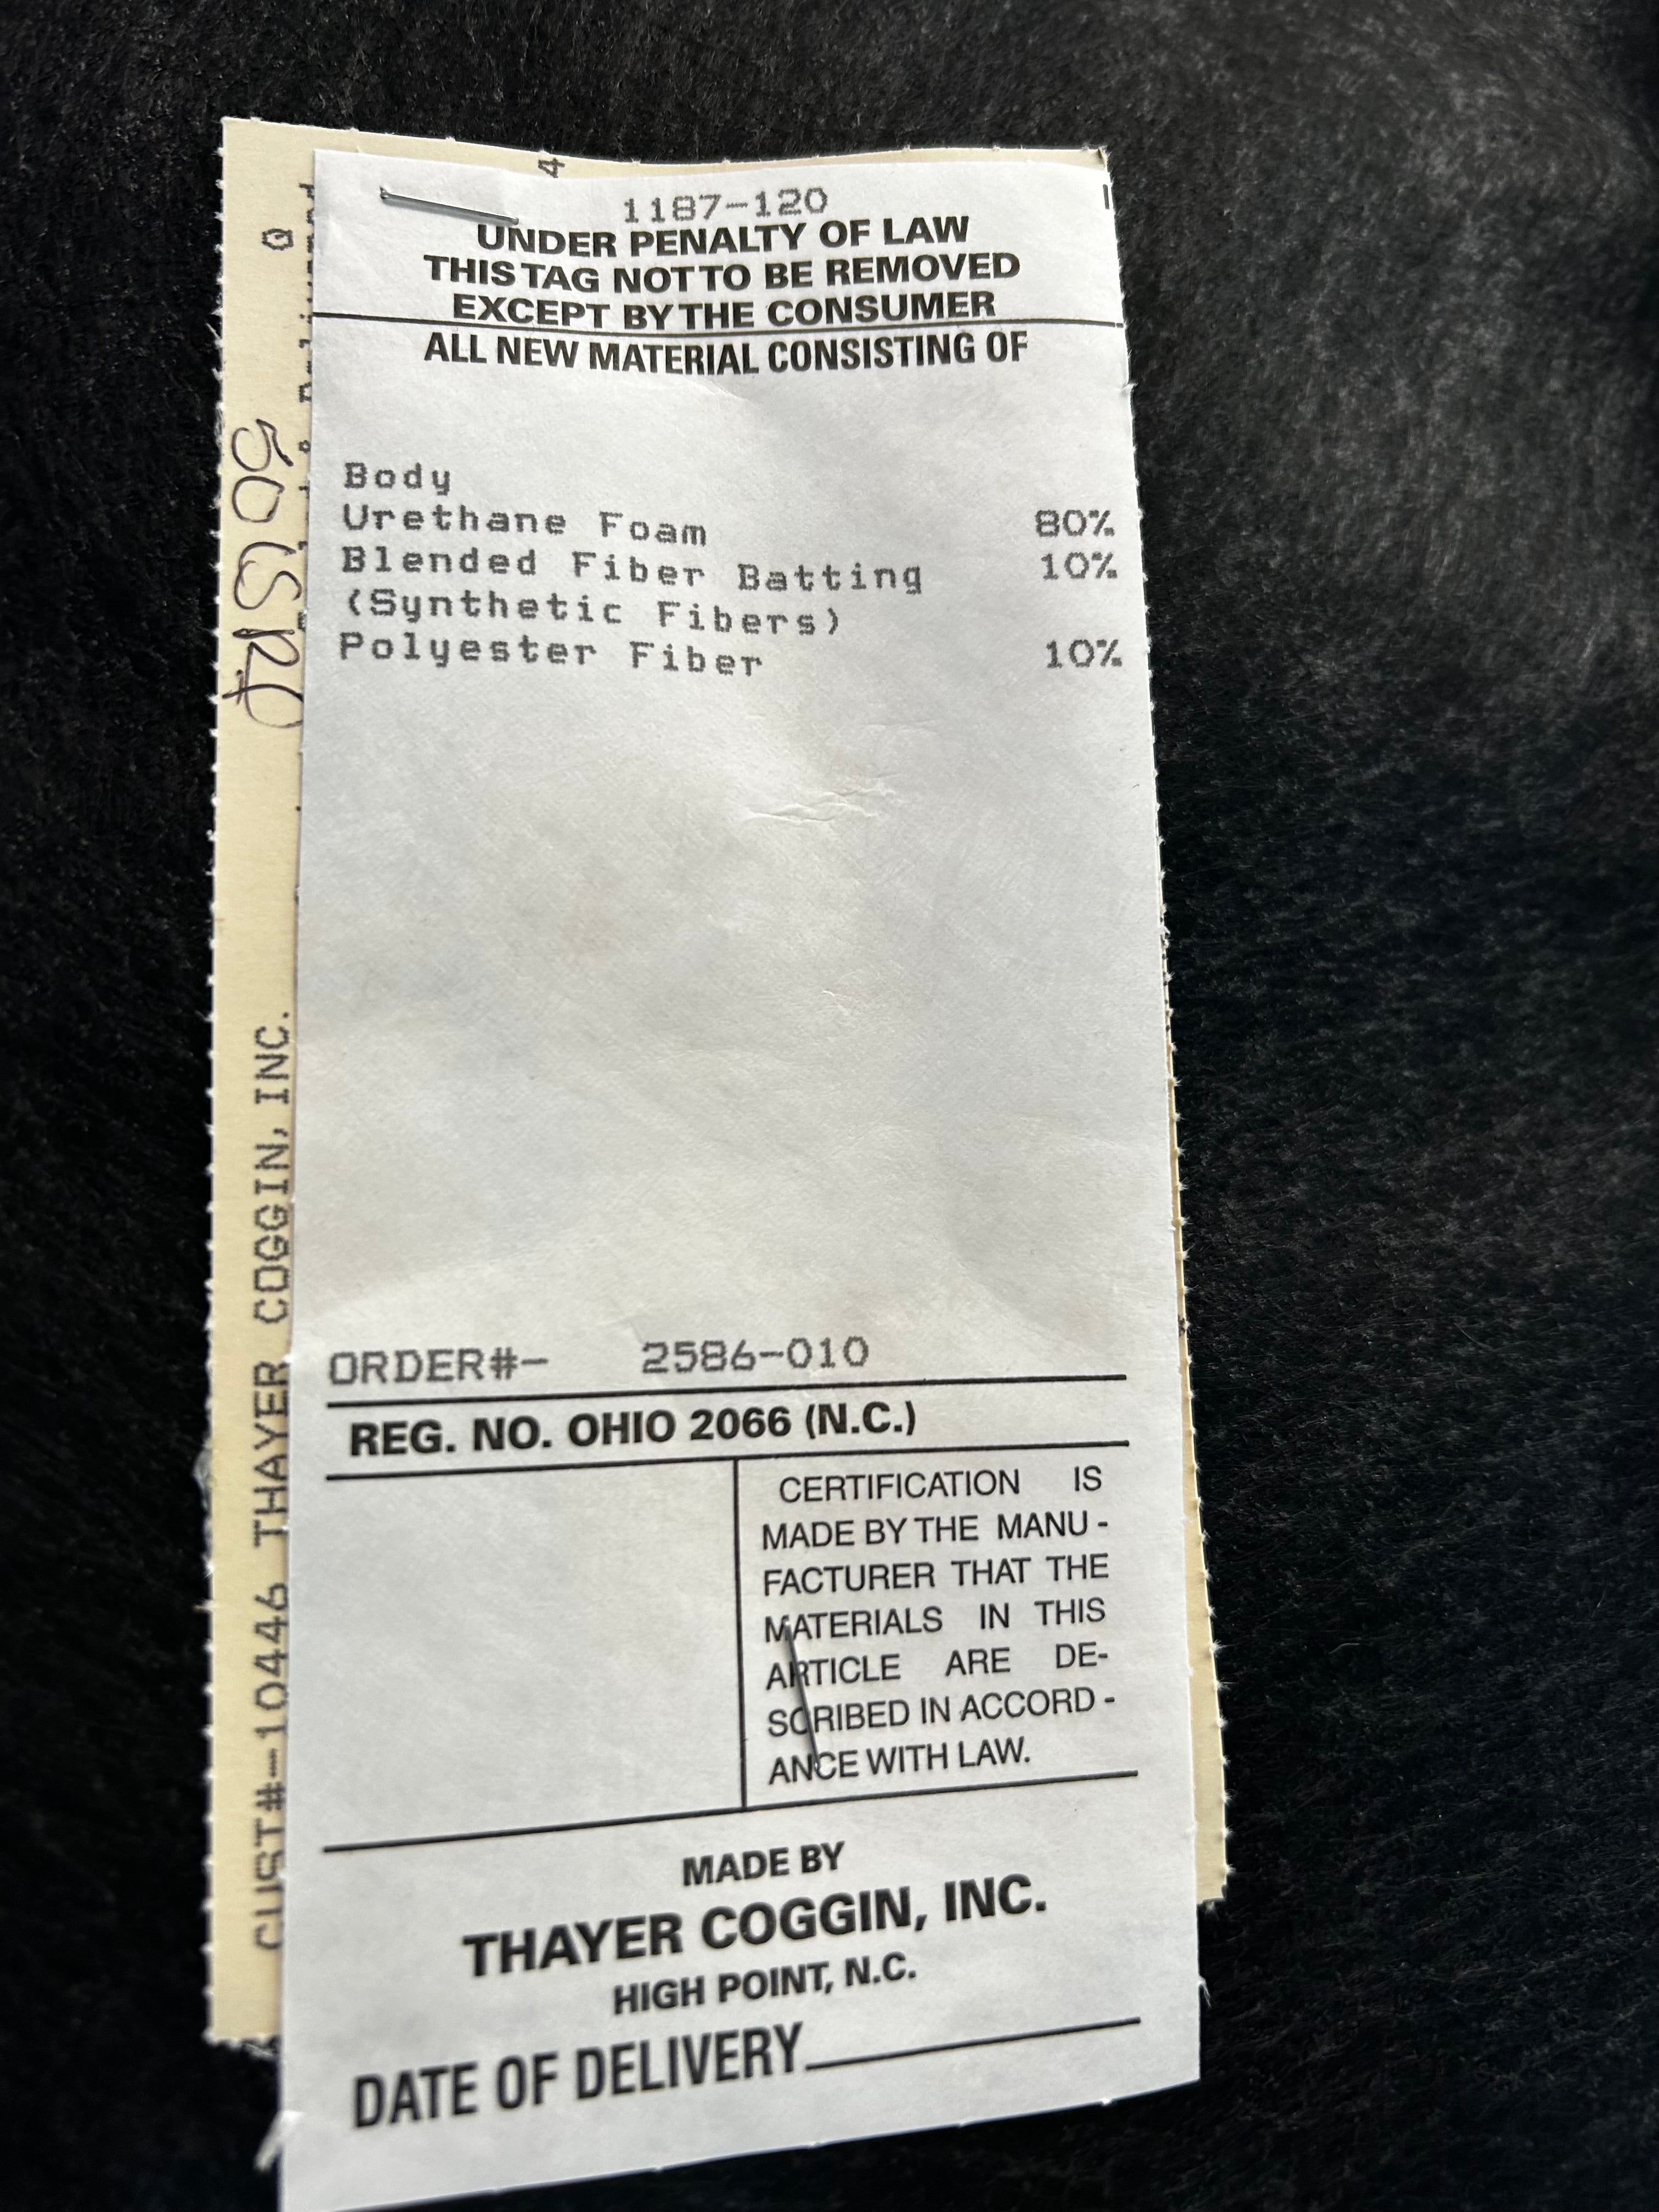 1187-120
UNDER PENALTY OF LAW
THIS TAG NOT TO BE REMOVED
EXCEPT BY THE CONSUMER
ALL NEW MATERIAL CONSISTING OF
Body
Urethane Foam 80%
Blended Fiber Batting 10%
(Synthetic Fibers)
Polyester Fiber 10%
ORDER#- 2586-010
REG. NO. OHIO 2066 (N.C.)
CERTIFICATION IS
MADE BY THE MANU-
FACTURER THAT THE
MATERIALS IN THIS
ARTICLE ARE DE-
SCRIBED IN ACCORD-
ANCE WITH LAW.
MADE BY
THAYER COGGIN, INC.
HIGH POINT, N.C.
DATE OF DELIVERY
CUST#-10446 THAYER COGGIN, INC.
4
Q